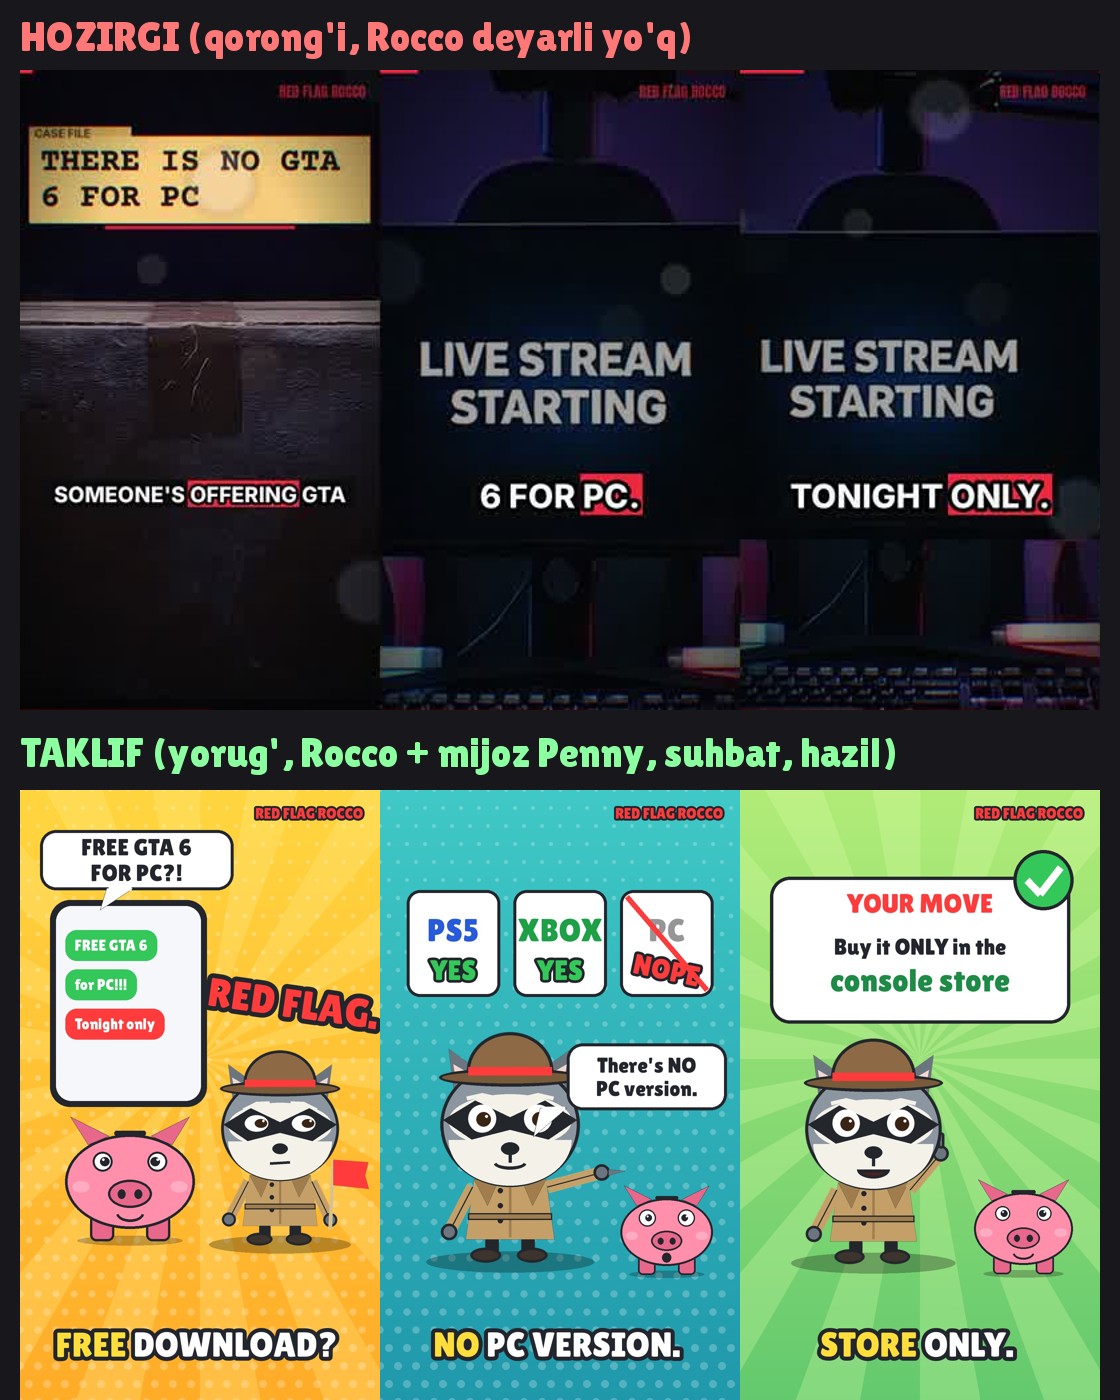 HOZIRGI (qorong'i, Rocco deyarli yo'q)
RED FLAG ROCCO
CASE FILE
THERE IS NO GTA
6 FOR PC
SOMEONE'S OFFERING GTA
RED FLAG ROCCO
LIVE STREAM
STARTING
6 FOR PC.
RED FLAG ROCCO
LIVE STREAM
STARTING
TONIGHT ONLY.
TAKLIF (yorug', Rocco + mijoz Penny, suhbat, hazil)
RED FLAG ROCCO
FREE GTA 6
FOR PC?!
FREE GTA 6
for PC!!!
Tonight only
RED FLAG.
FREE DOWNLOAD?
RED FLAG ROCCO
PS5
YES
XBOX
YES
PC
NOPE
There's NO
PC version.
NO PC VERSION.
RED FLAG ROCCO
YOUR MOVE
Buy it ONLY in the
console store
STORE ONLY.